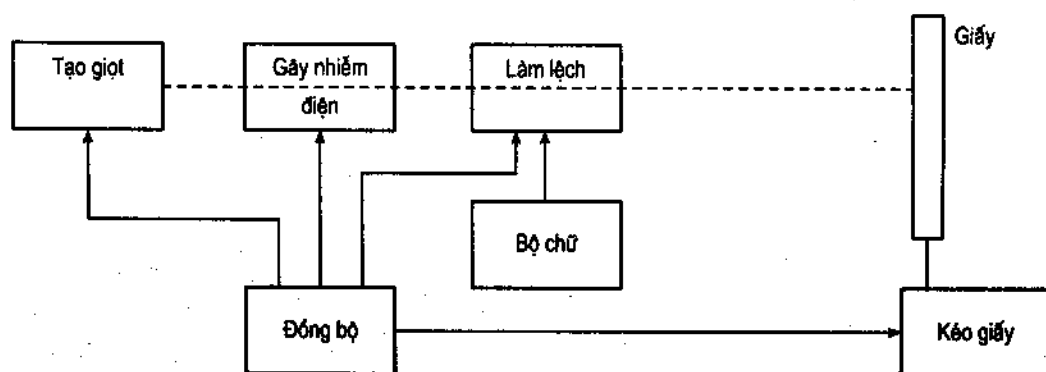 Tạo giọt
Gây nhiễm
điện
Làm lệch
Giấy
Bộ chữ
Đồng bộ
Kéo giấy